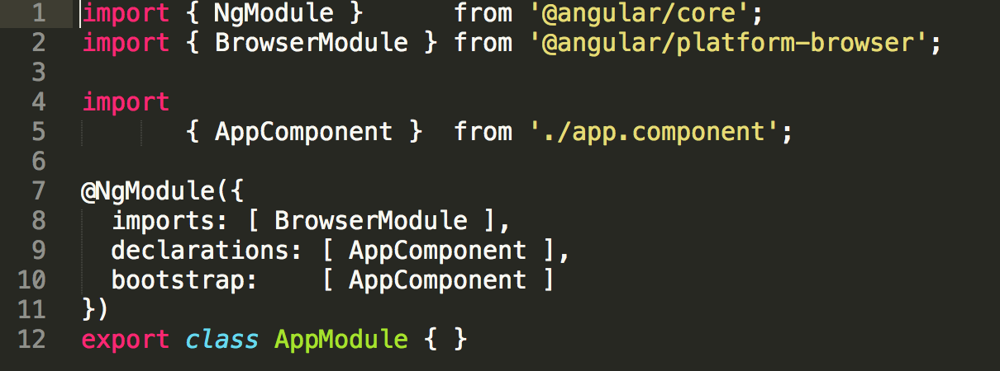 1 import { NgModule }      from '@angular/core';
2 import { BrowserModule } from '@angular/platform-browser';
3
4 import
5        { AppComponent }  from './app.component';
6
7 @NgModule({
8   imports: [ BrowserModule ],
9   declarations: [ AppComponent ],
10   bootstrap:    [ AppComponent ]
11 })
12 export class AppModule { }